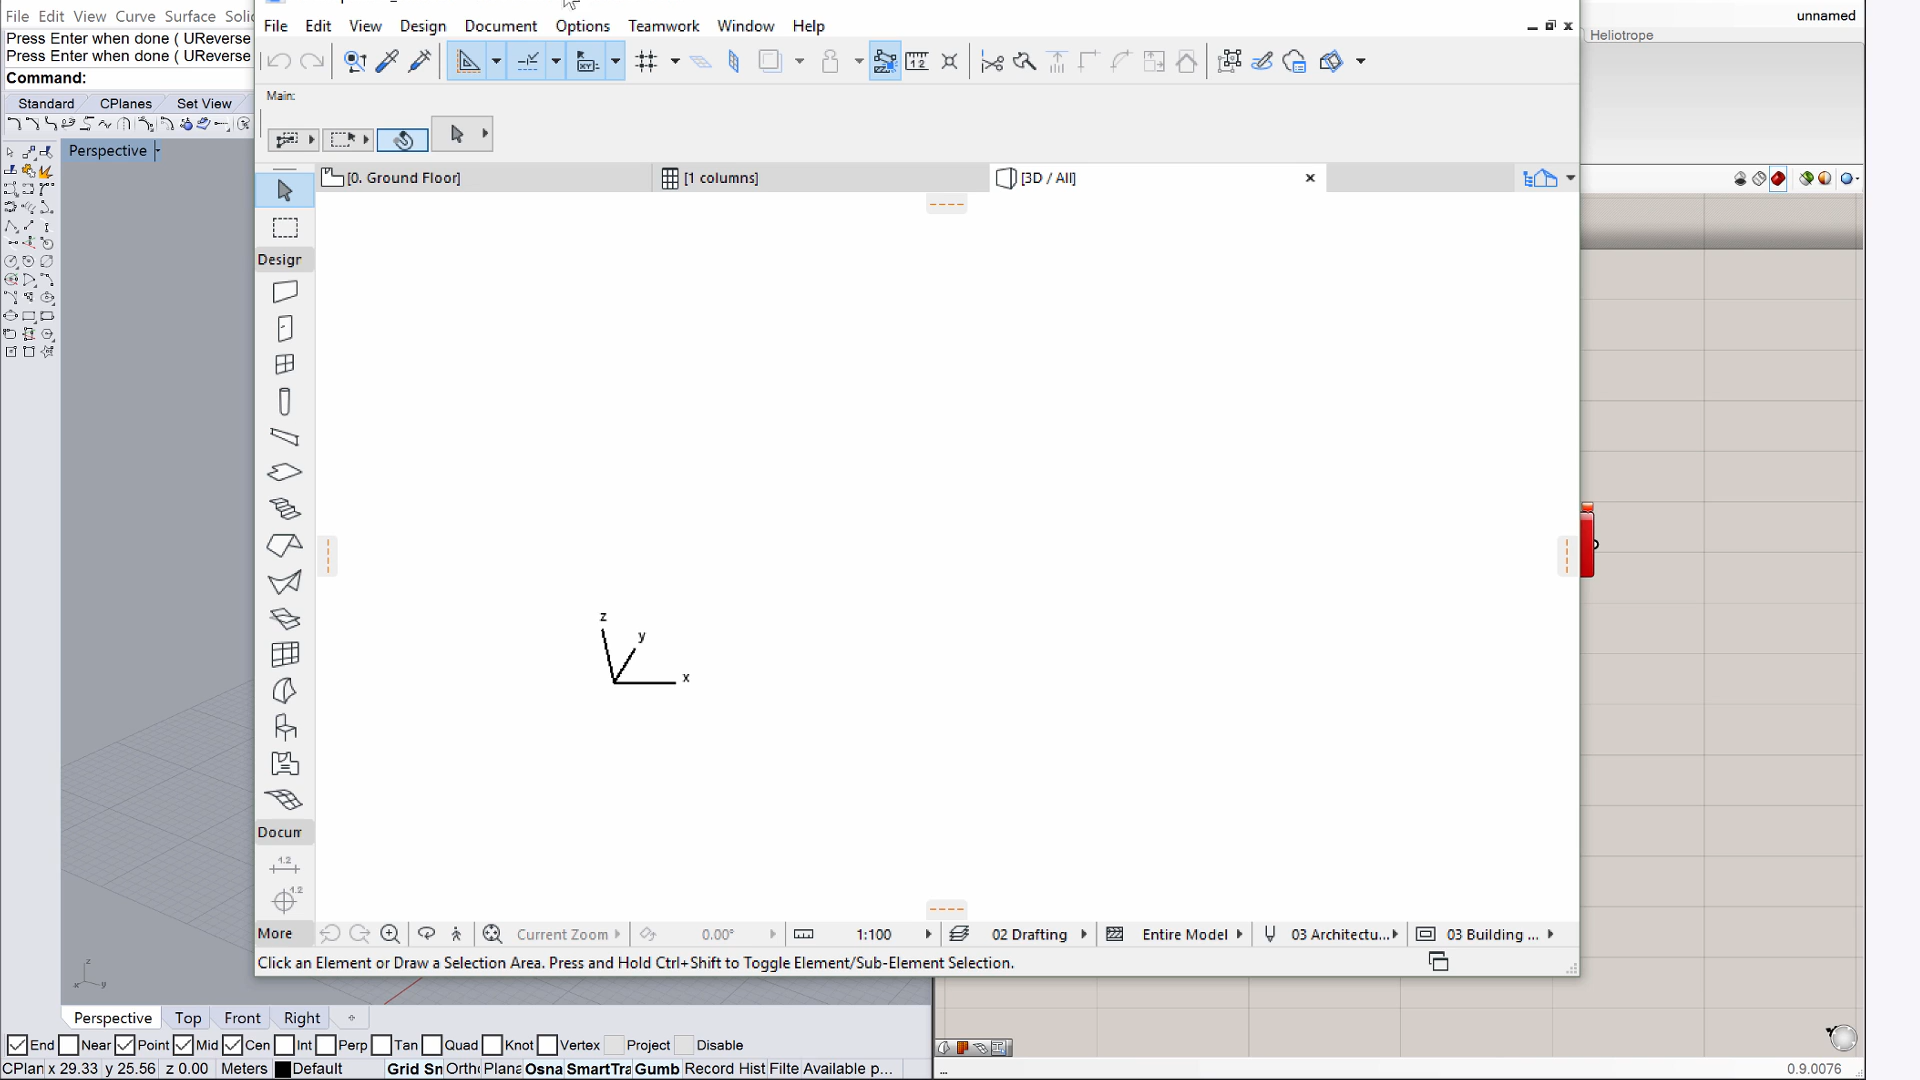 File Edit View Curve Surface Soli
Press Enter when done ( UReverse
Press Enter when done ( UReverse
Command:
Standard CPlanes Set View
Perspective
File Edit View Design Document Options Teamwork Window Help
Main:
[0. Ground Floor] [1 columns] [3D / All]
Design
z
y
x
Docum
1.2
1.2
More
Current Zoom 0.00° 1:100 02 Drafting Entire Model 03 Architectu... 03 Building ...
Click an Element or Draw a Selection Area. Press and Hold Ctrl+Shift to Toggle Element/Sub-Element Selection.
unnamed
Heliotrope
z
x y
Perspective Top Front Right
End Near Point Mid Cen Int Perp Tan Quad Knot Vertex Project Disable
CPlan x 29.33 y 25.56 z 0.00 Meters Default Grid Sn Ortho Plana Osna SmartTra Gumb Record Hist Filte Available p...
... 0.9.0076